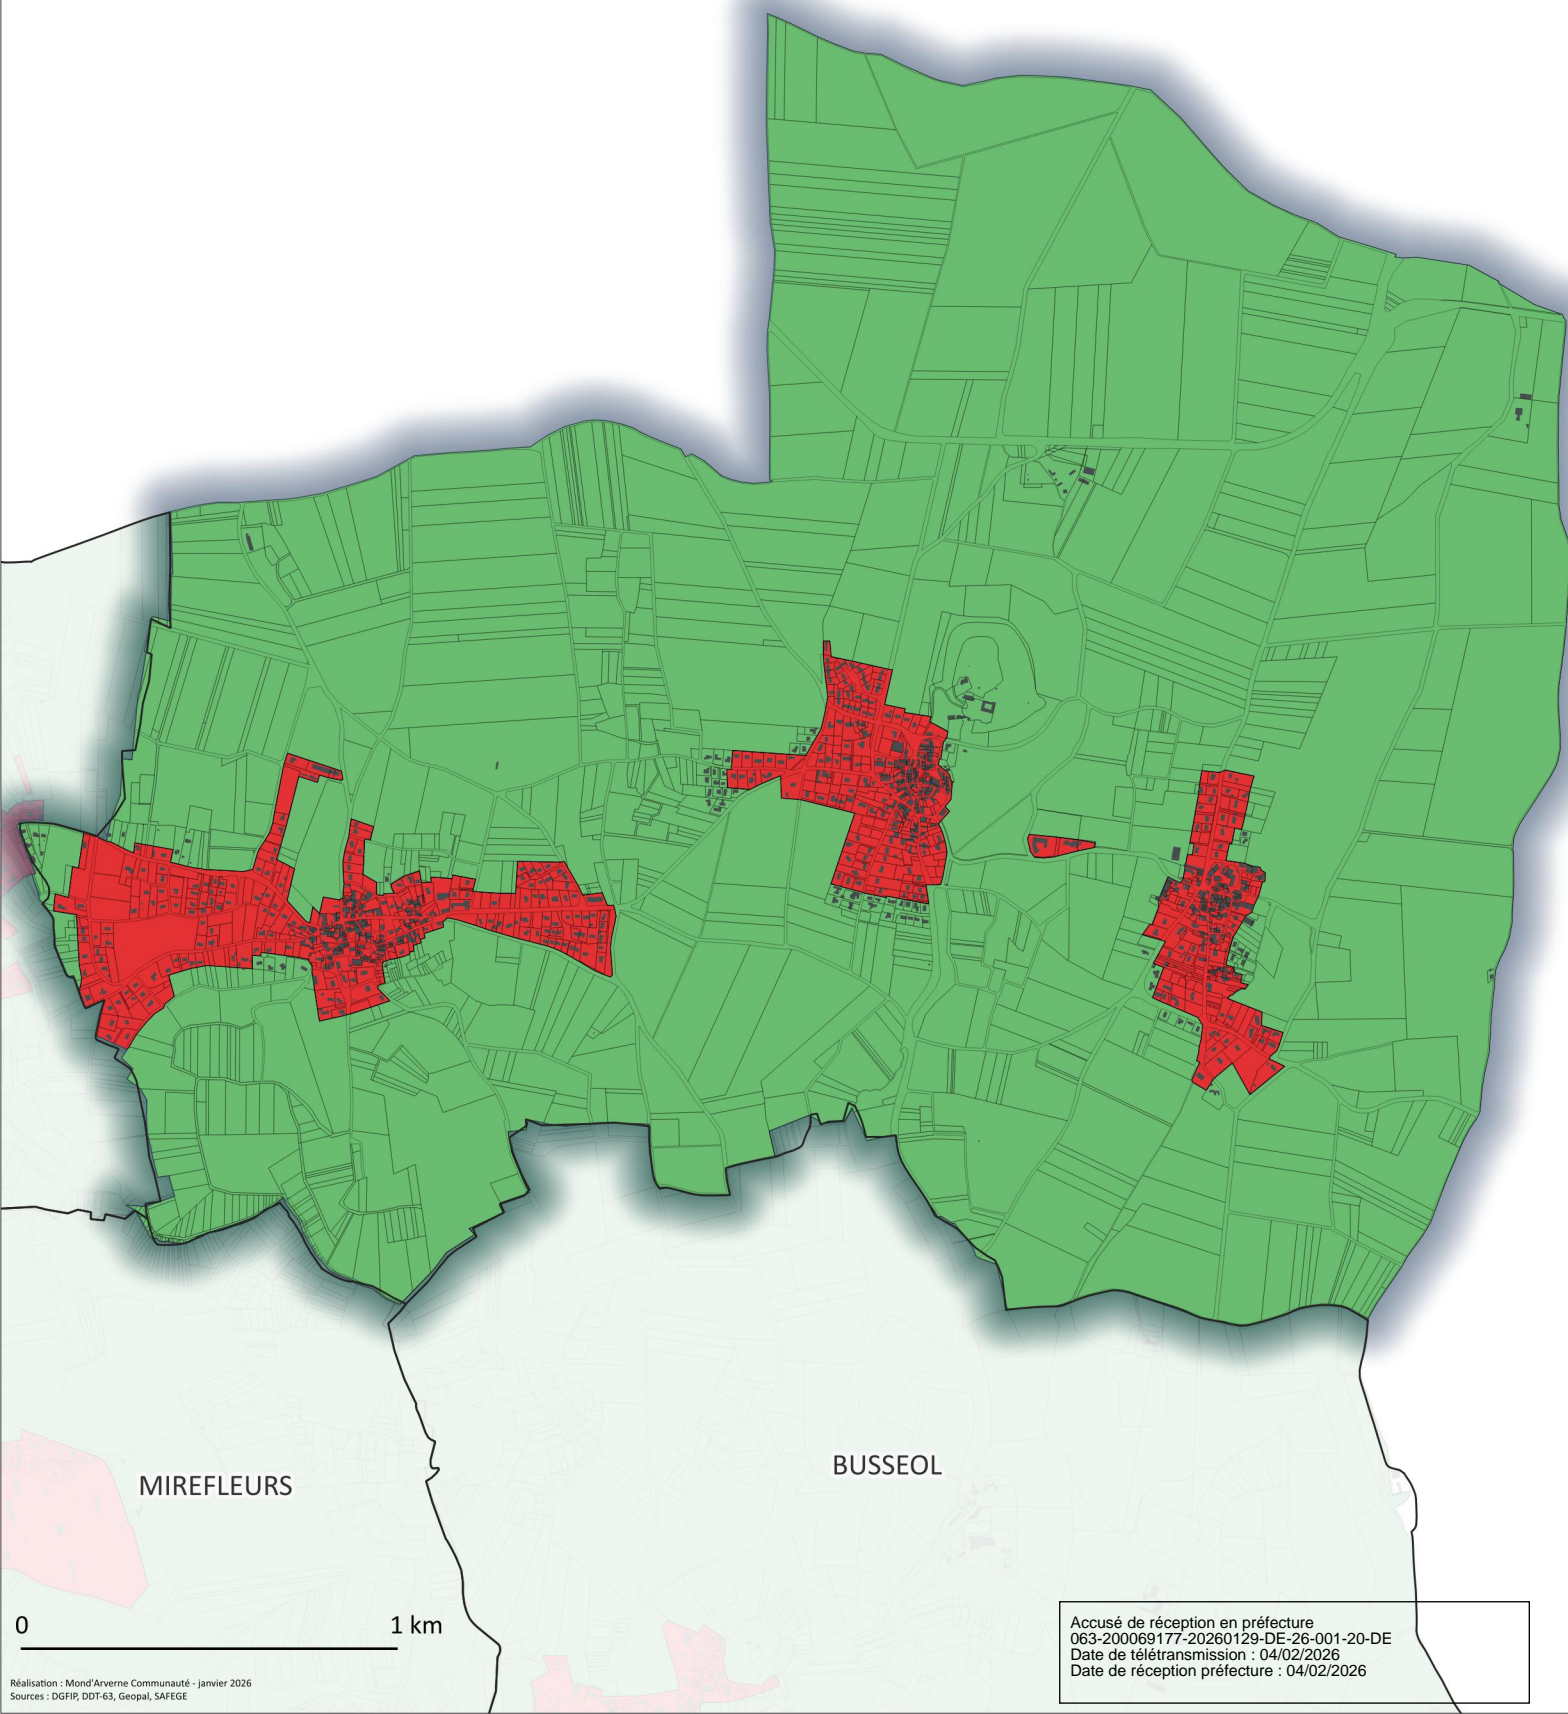 MIREFLEURS
BUSSEOL
0 1 km
Réalisation : Mond'Arverne Communauté - janvier 2026
Sources : DGFIP, DDT-63, Geopal, SAFEGE
Accusé de réception en préfecture
063-200069177-20260129-DE-26-001-20-DE
Date de télétransmission : 04/02/2026
Date de réception préfecture : 04/02/2026